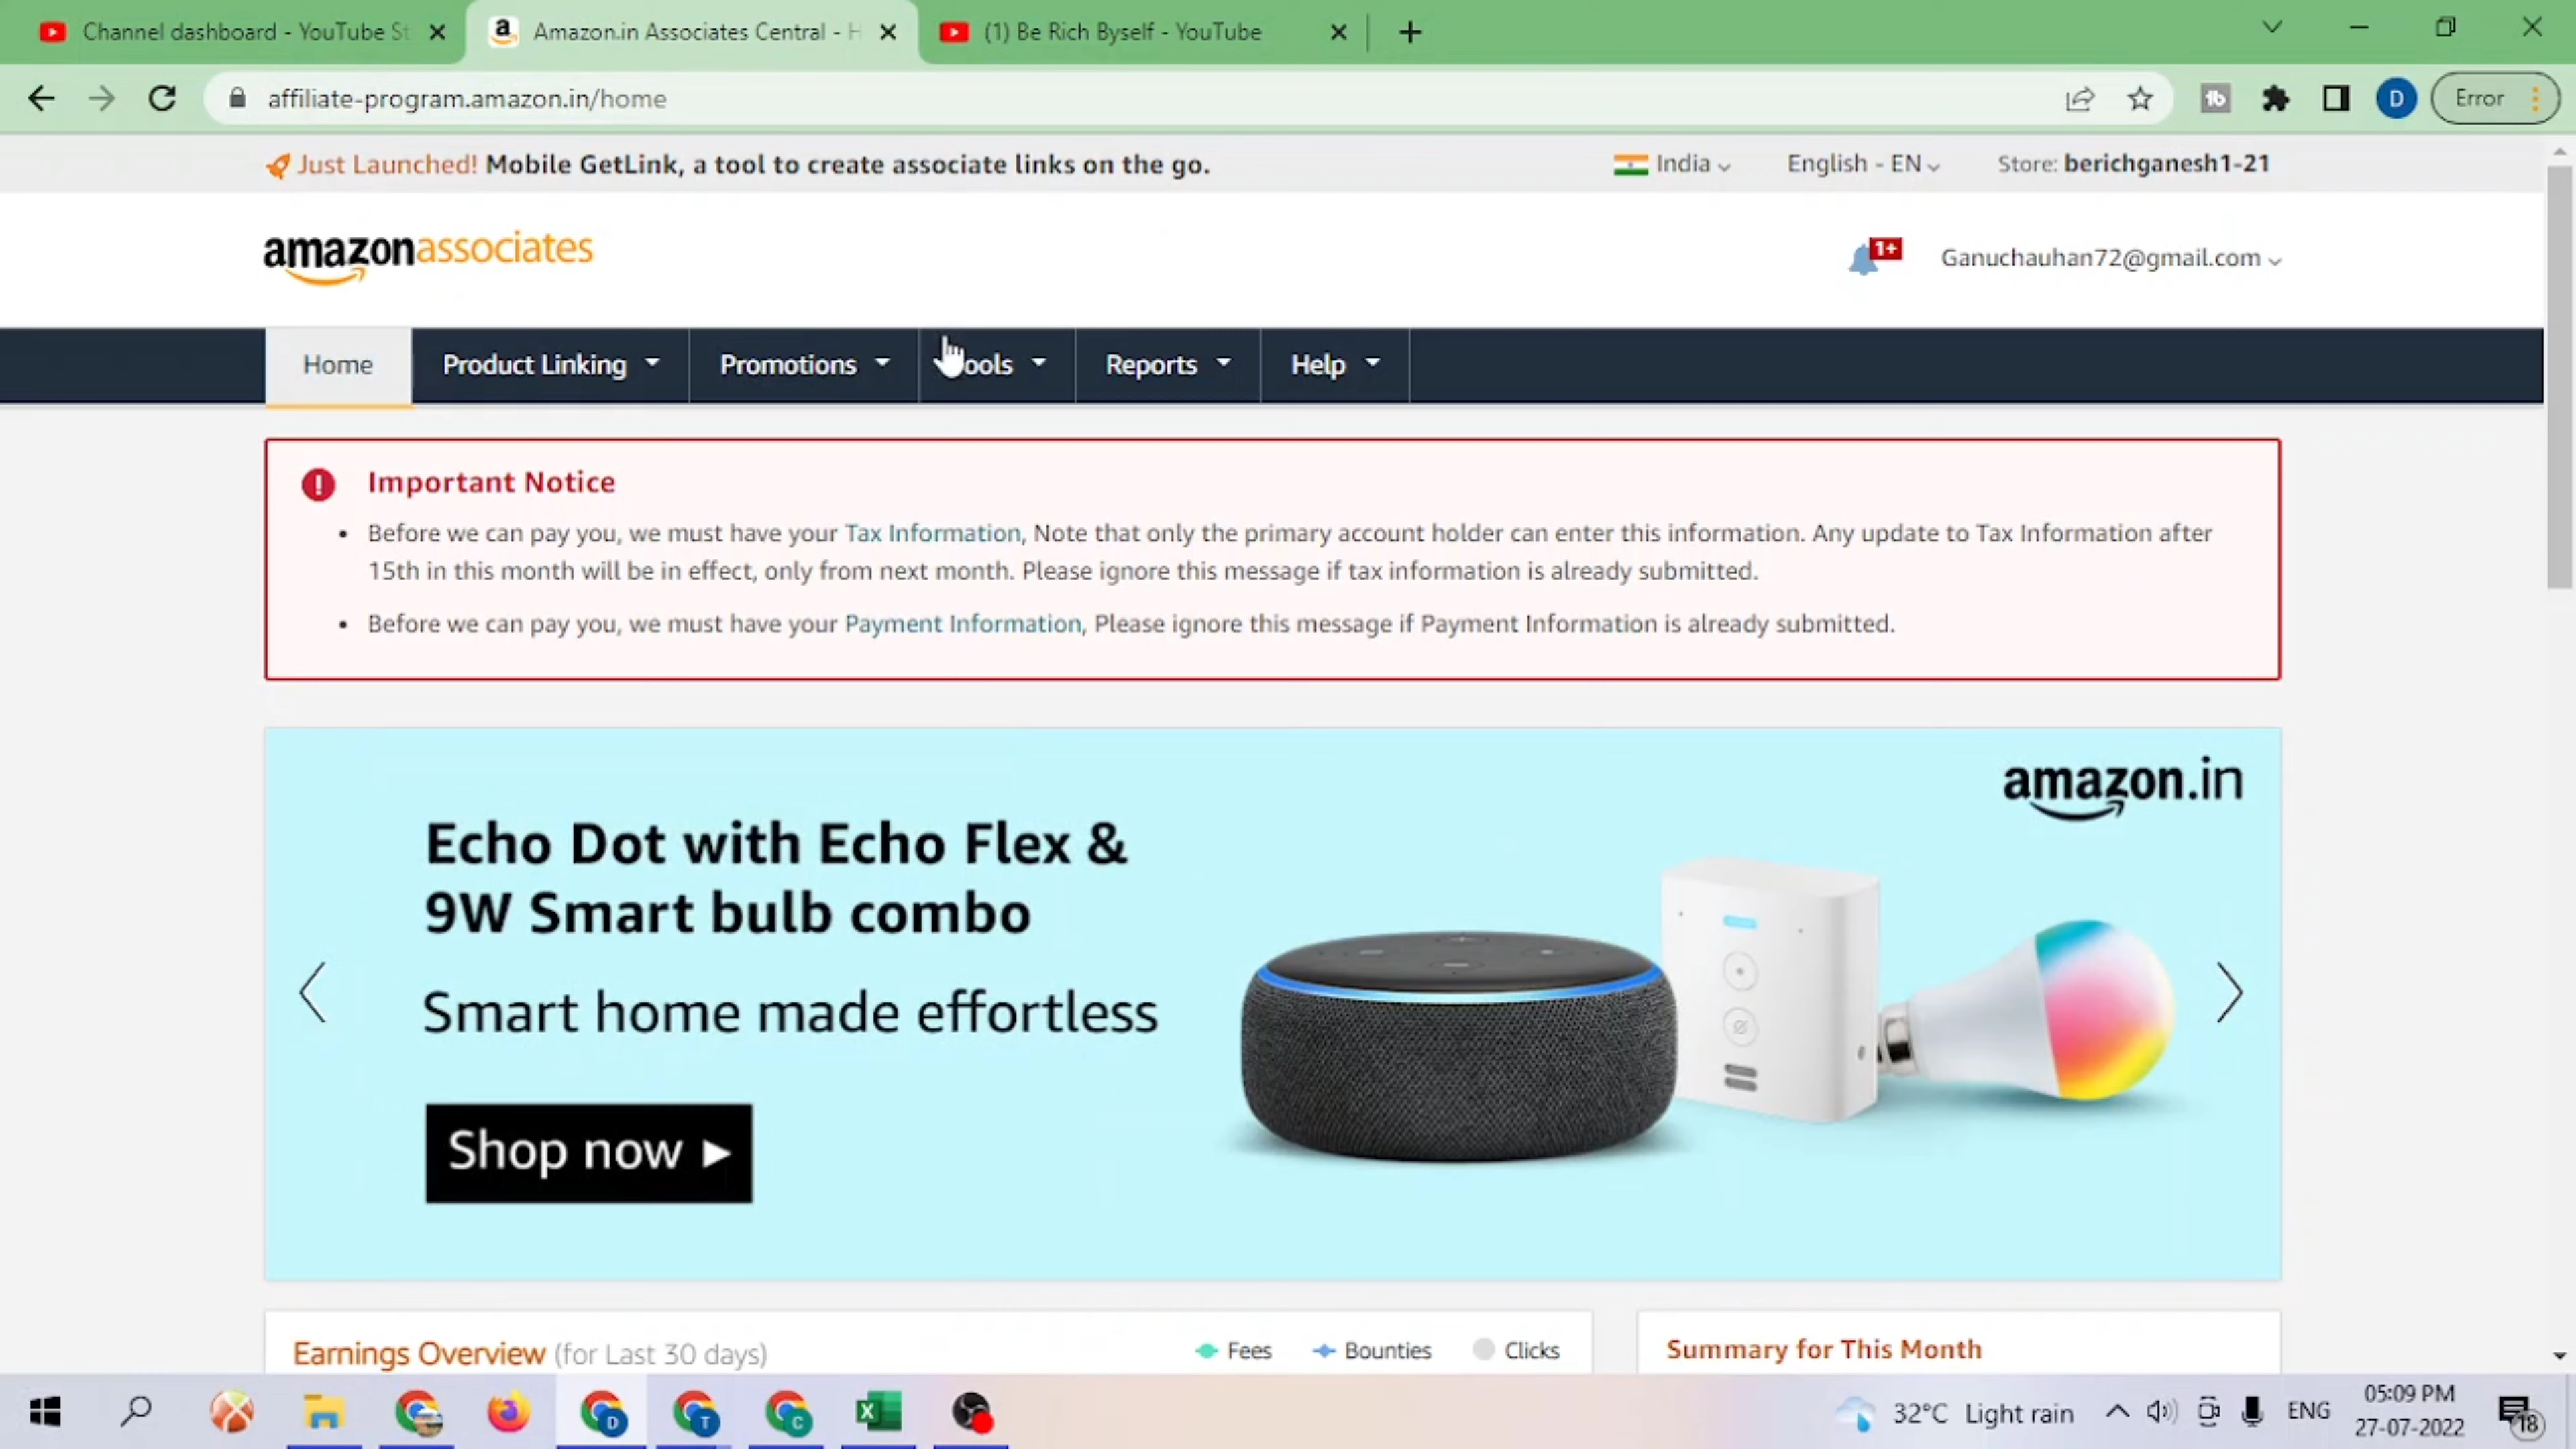 Channel dashboard - YouTube St
Amazon.in Associates Central - H
(1) Be Rich Byself - YouTube
affiliate-program.amazon.in/home
tb
D
Error
Just Launched! Mobile GetLink, a tool to create associate links on the go.
India
English - EN
Store: berichganesh1-21
amazonassociates
1+
Ganuchauhan72@gmail.com
Home
Product Linking
Promotions
ools
Reports
Help
Important Notice
• Before we can pay you, we must have your Tax Information, Note that only the primary account holder can enter this information. Any update to Tax Information after
15th in this month will be in effect, only from next month. Please ignore this message if tax information is already submitted.
• Before we can pay you, we must have your Payment Information, Please ignore this message if Payment Information is already submitted.
amazon.in
Echo Dot with Echo Flex &
9W Smart bulb combo
Smart home made effortless
Shop now ▶
Earnings Overview (for Last 30 days)
Fees
Bounties
Clicks
Summary for This Month
D
T
C
32°C Light rain
ENG
05:09 PM
27-07-2022
18